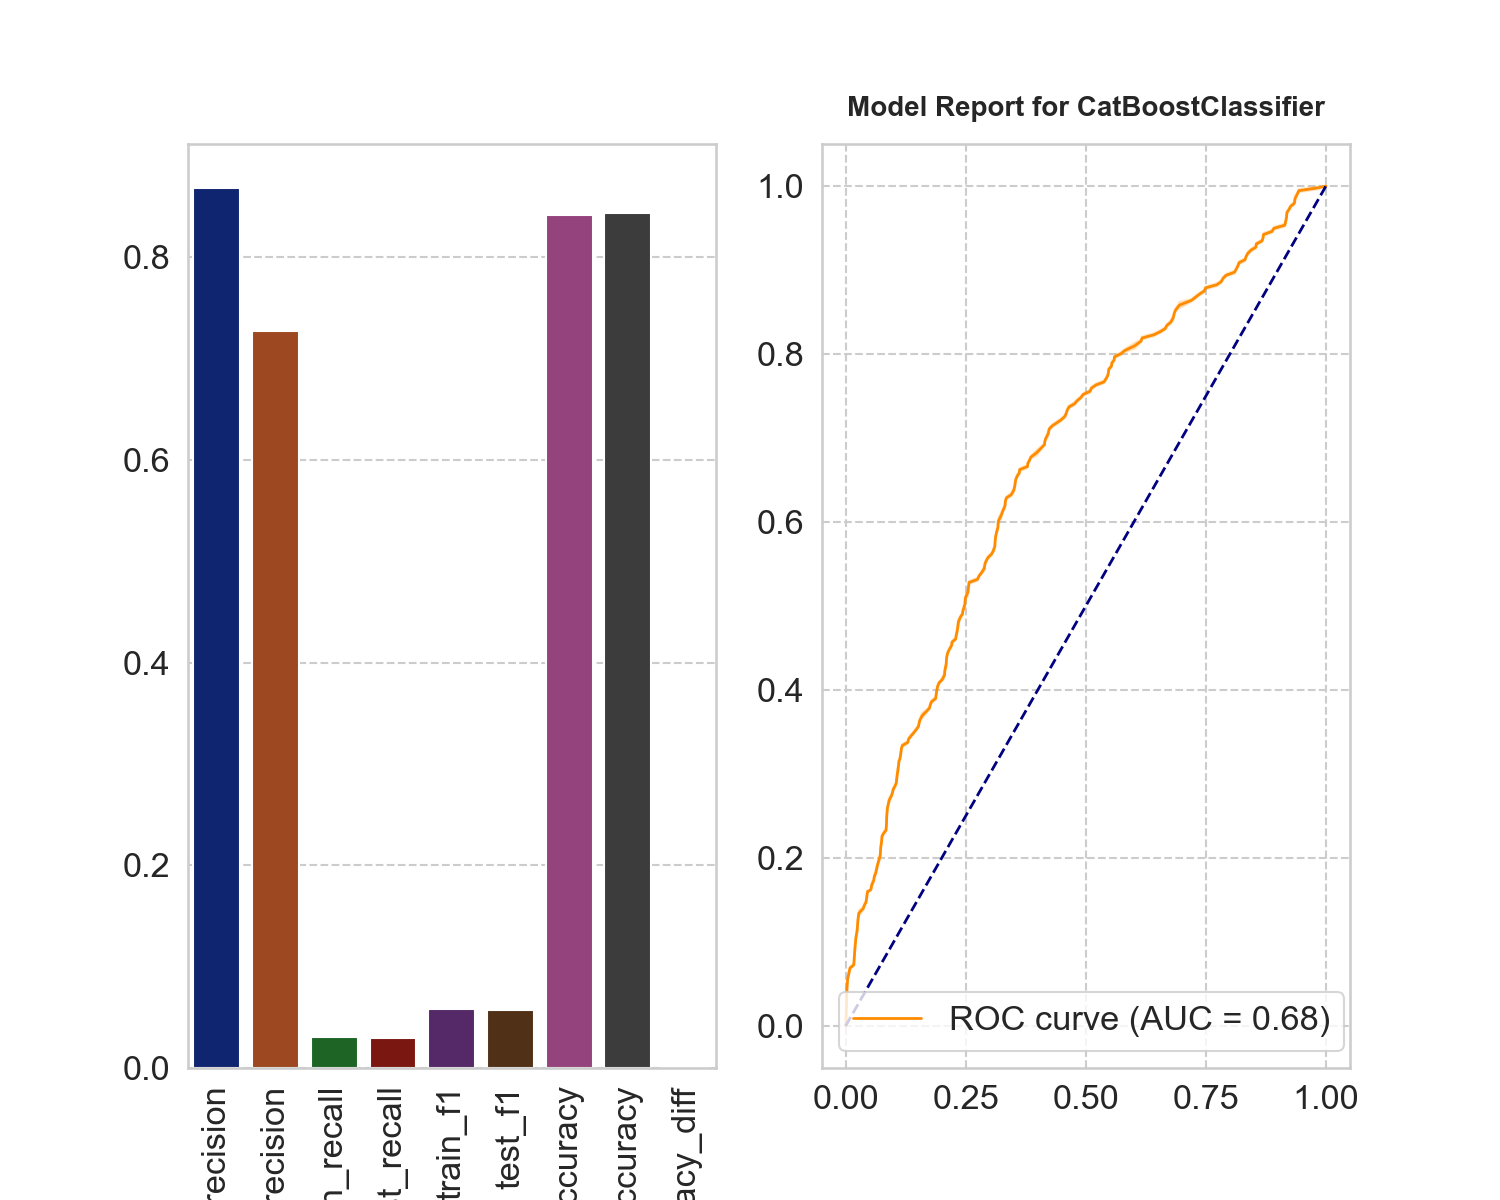 Model Report for CatBoostClassifier
0.8
0.6
0.4
0.2
0.0
recision
recision
n_recall
t_recall
train_f1
test_f1
ccuracy
ccuracy
acy_diff
1.0
0.8
0.6
0.4
0.2
0.0
ROC curve (AUC = 0.68)
0.00 0.25 0.50 0.75 1.00